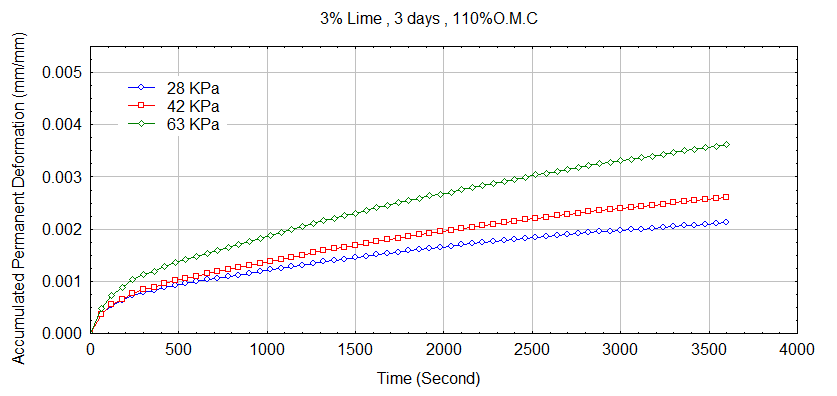 3% Lime , 3 days , 110%O.M.C
Accumulated Permanent Deformation (mm/mm)
0.005
0.004
0.003
0.002
0.001
0.000
28 KPa
42 KPa
63 KPa
0 500 1000 1500 2000 2500 3000 3500 4000
Time (Second)